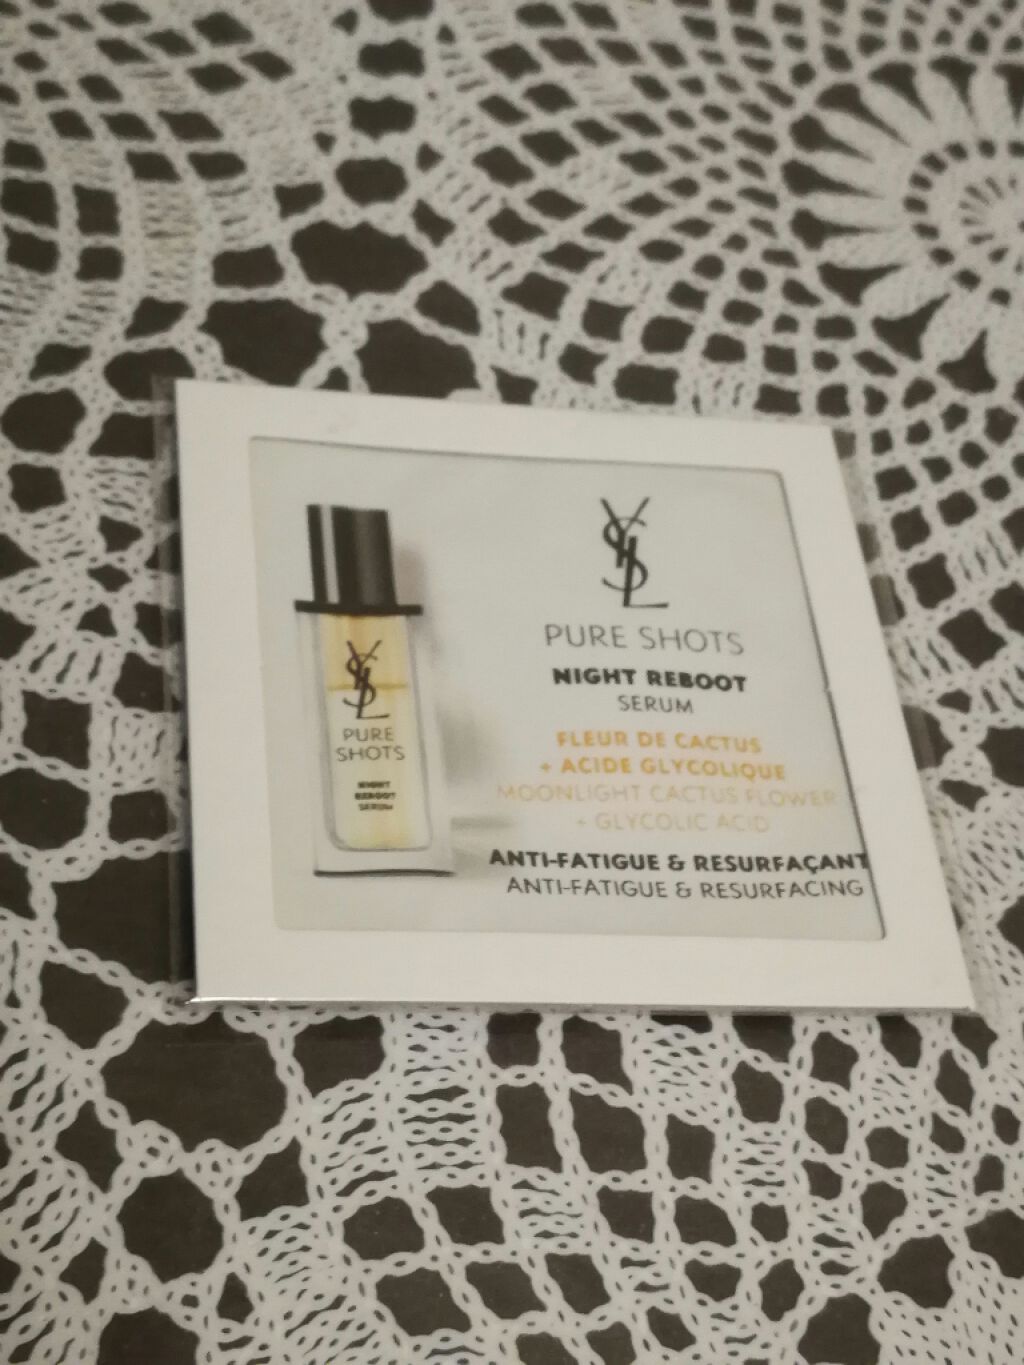 YSL
PURE
SHOTS
NIGHT
REBOOT
SERUM
YSL
PURE SHOTS
NIGHT REBOOT
SERUM
FLEUR DE CACTUS
+ ACIDE GLYCOLIQUE
MOONLIGHT CACTUS FLOWER
+ GLYCOLIC ACID
ANTI-FATIGUE & RESURFAÇANT
ANTI-FATIGUE & RESURFACING